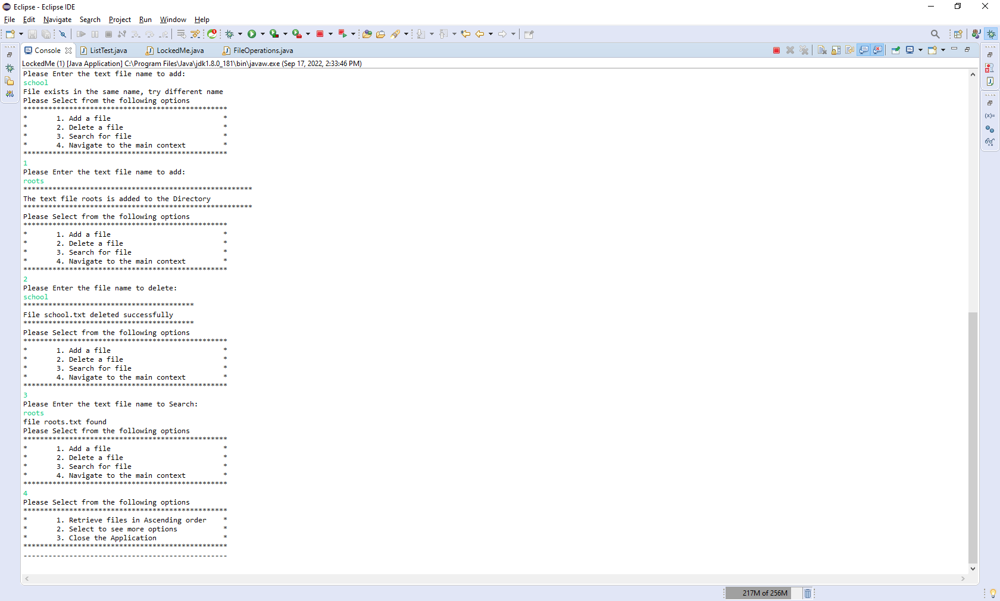 Eclipse - Eclipse IDE
File Edit Navigate Search Project Run Window Help
Console ListTest.java LockedMe.java FileOperations.java
LockedMe (1) [Java Application] C:\Program Files\Java\jdk1.8.0_181\bin\javaw.exe (Sep 17, 2022, 2:33:46 PM)
Please Enter the text file name to add:
school
File exists in the same name, try different name
Please Select from the following options
*************************************************
* 1. Add a file *
* 2. Delete a file *
* 3. Search for file *
* 4. Navigate to the main context *
*************************************************
1
Please Enter the text file name to add:
roots
*******************************************************
The text file roots is added to the Directory
*******************************************************
Please Select from the following options
*************************************************
* 1. Add a file *
* 2. Delete a file *
* 3. Search for file *
* 4. Navigate to the main context *
*************************************************
2
Please Enter the file name to delete:
school
*****************************************
File school.txt deleted successfully
*****************************************
Please Select from the following options
*************************************************
* 1. Add a file *
* 2. Delete a file *
* 3. Search for file *
* 4. Navigate to the main context *
*************************************************
3
Please Enter the text file name to Search:
roots
file roots.txt found
Please Select from the following options
*************************************************
* 1. Add a file *
* 2. Delete a file *
* 3. Search for file *
* 4. Navigate to the main context *
*************************************************
4
Please Select from the following options
*************************************************
* 1. Retrieve files in Ascending order *
* 2. Select to see more options *
* 3. Close the Application *
*************************************************
-------------------------------------------------
217M of 256M